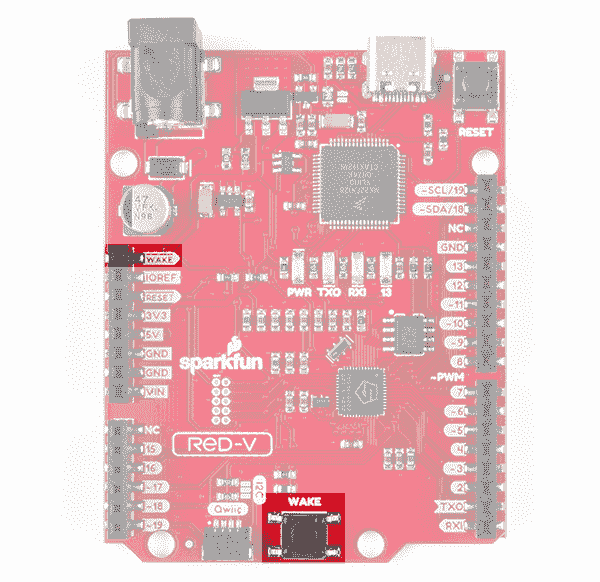 RESET
47
~SCL/19
~SDA/18
NC
GND
13
12
~11
~10
~9
8
~PWM
7
~6
~5
4
~3
2
TXO
RXI
WAKE
IOREF
RESET
3V3
5V
GND
GND
VIN
NC
15
16
~17
~18
~19
PWR TXO RXI 13
sparkfun
RED-V
I2C
Qwiic
WAKE